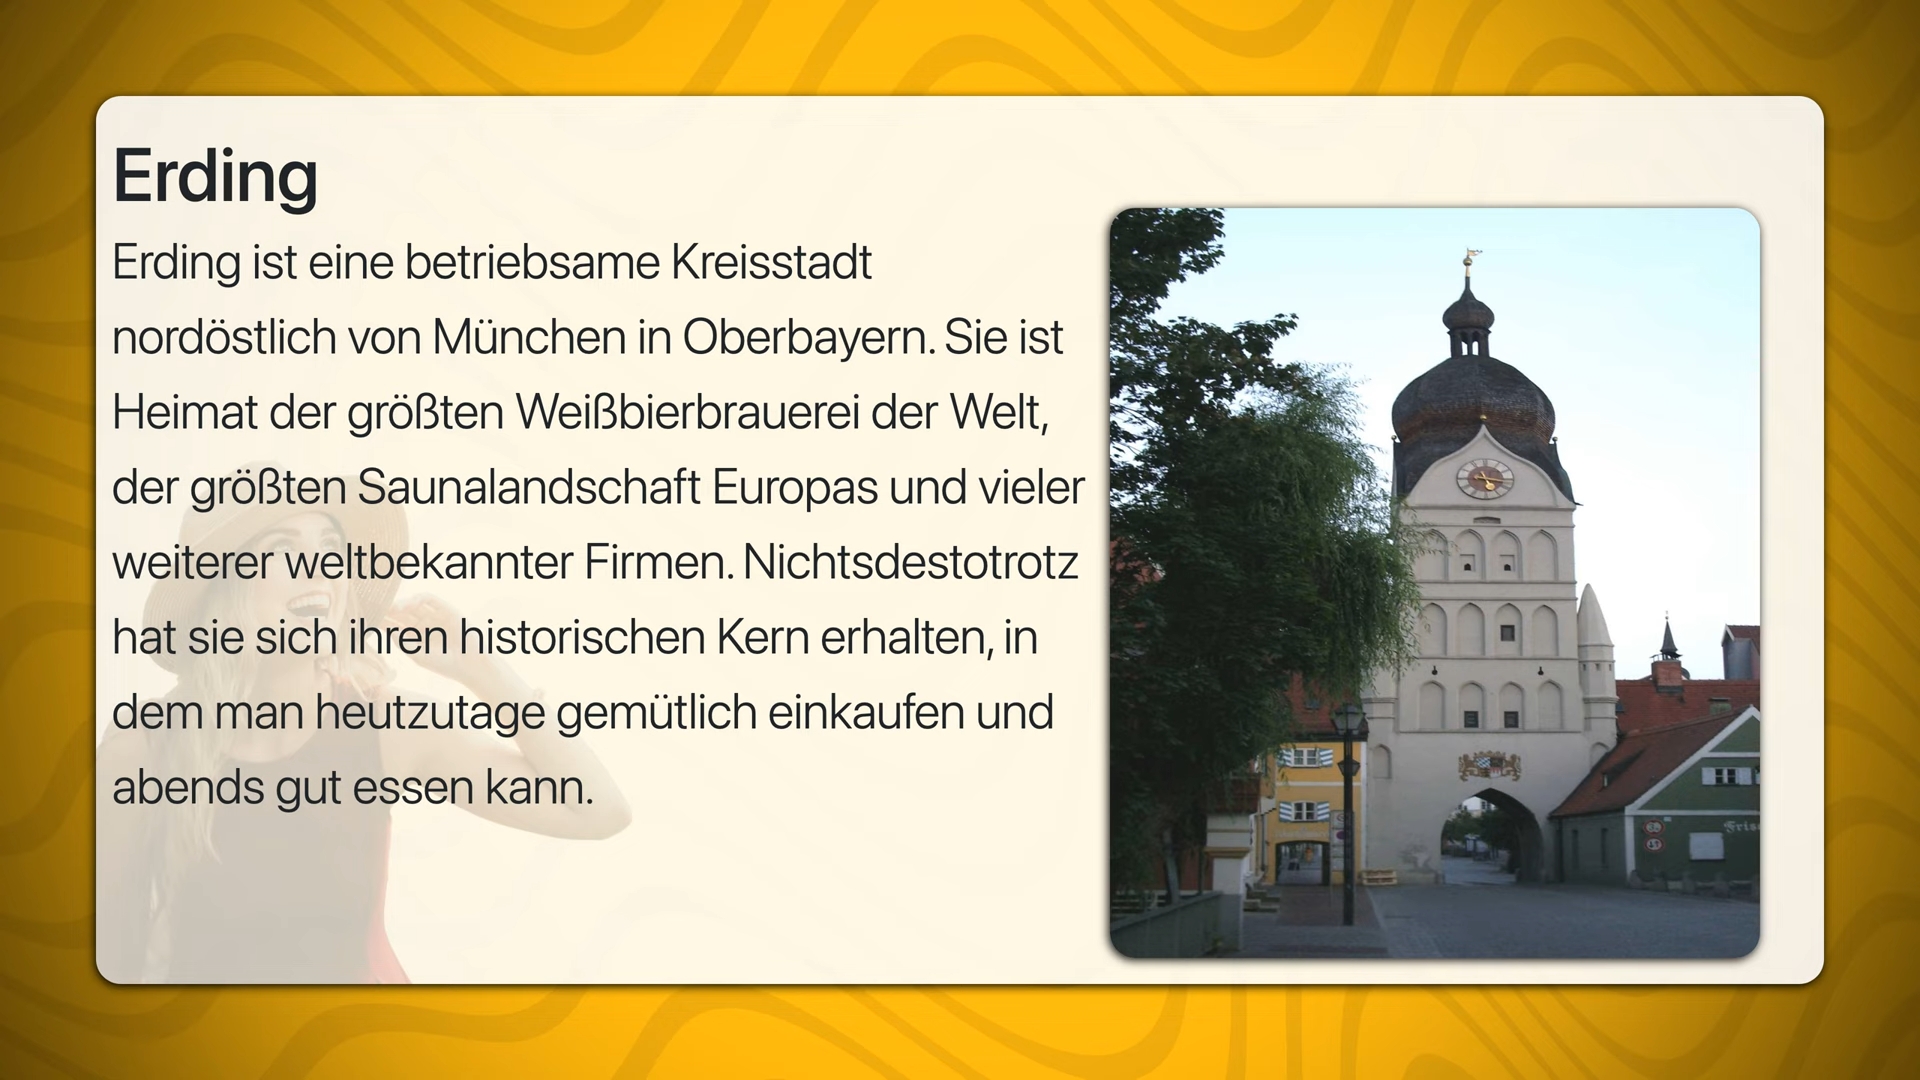 Erding
Erding ist eine betriebsame Kreisstadt
nordöstlich von München in Oberbayern. Sie ist
Heimat der größten Weißbierbrauerei der Welt,
der größten Saunalandschaft Europas und vieler
weiterer weltbekannter Firmen. Nichtsdestotrotz
hat sie sich ihren historischen Kern erhalten, in
dem man heutzutage gemütlich einkaufen und
abends gut essen kann.